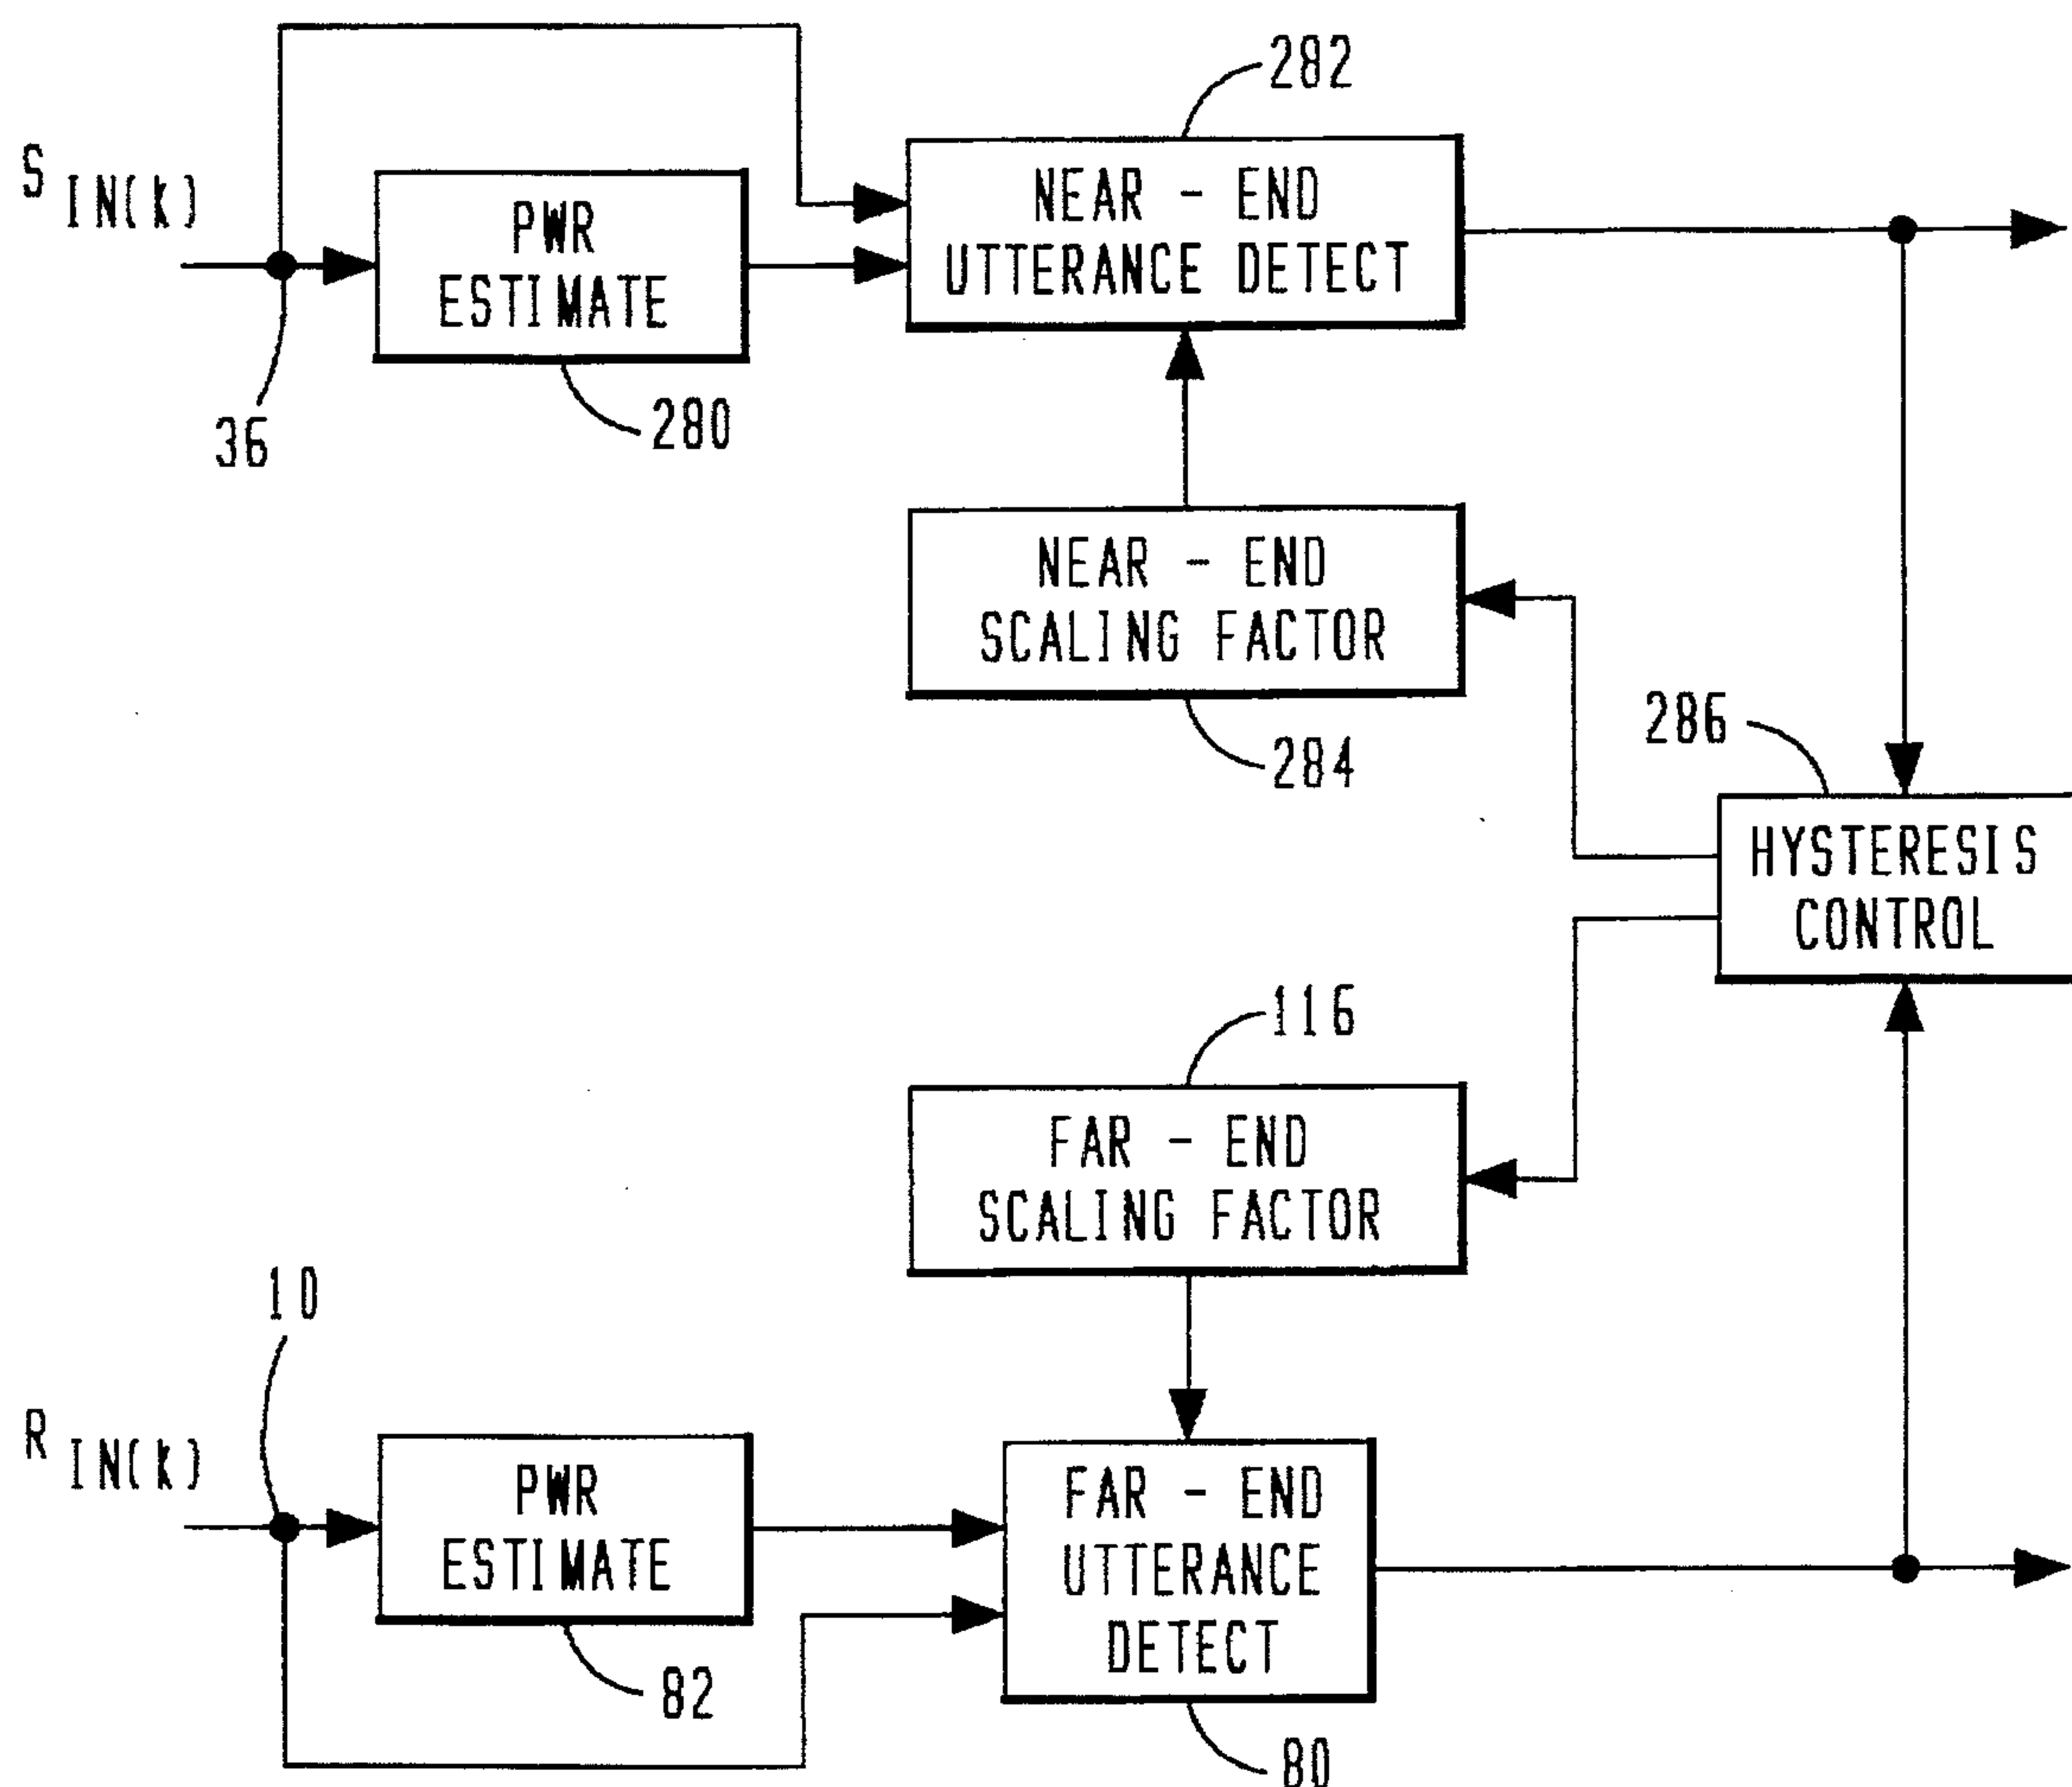 282
S IN(k)
PWR
ESTIMATE
NEAR - END
UTTERANCE DETECT
36
280
NEAR - END
SCALING FACTOR
284
286
HYSTERESIS
CONTROL
116
FAR - END
SCALING FACTOR
10
R IN(k)
PWR
ESTIMATE
FAR - END
UTTERANCE
DETECT
82
80